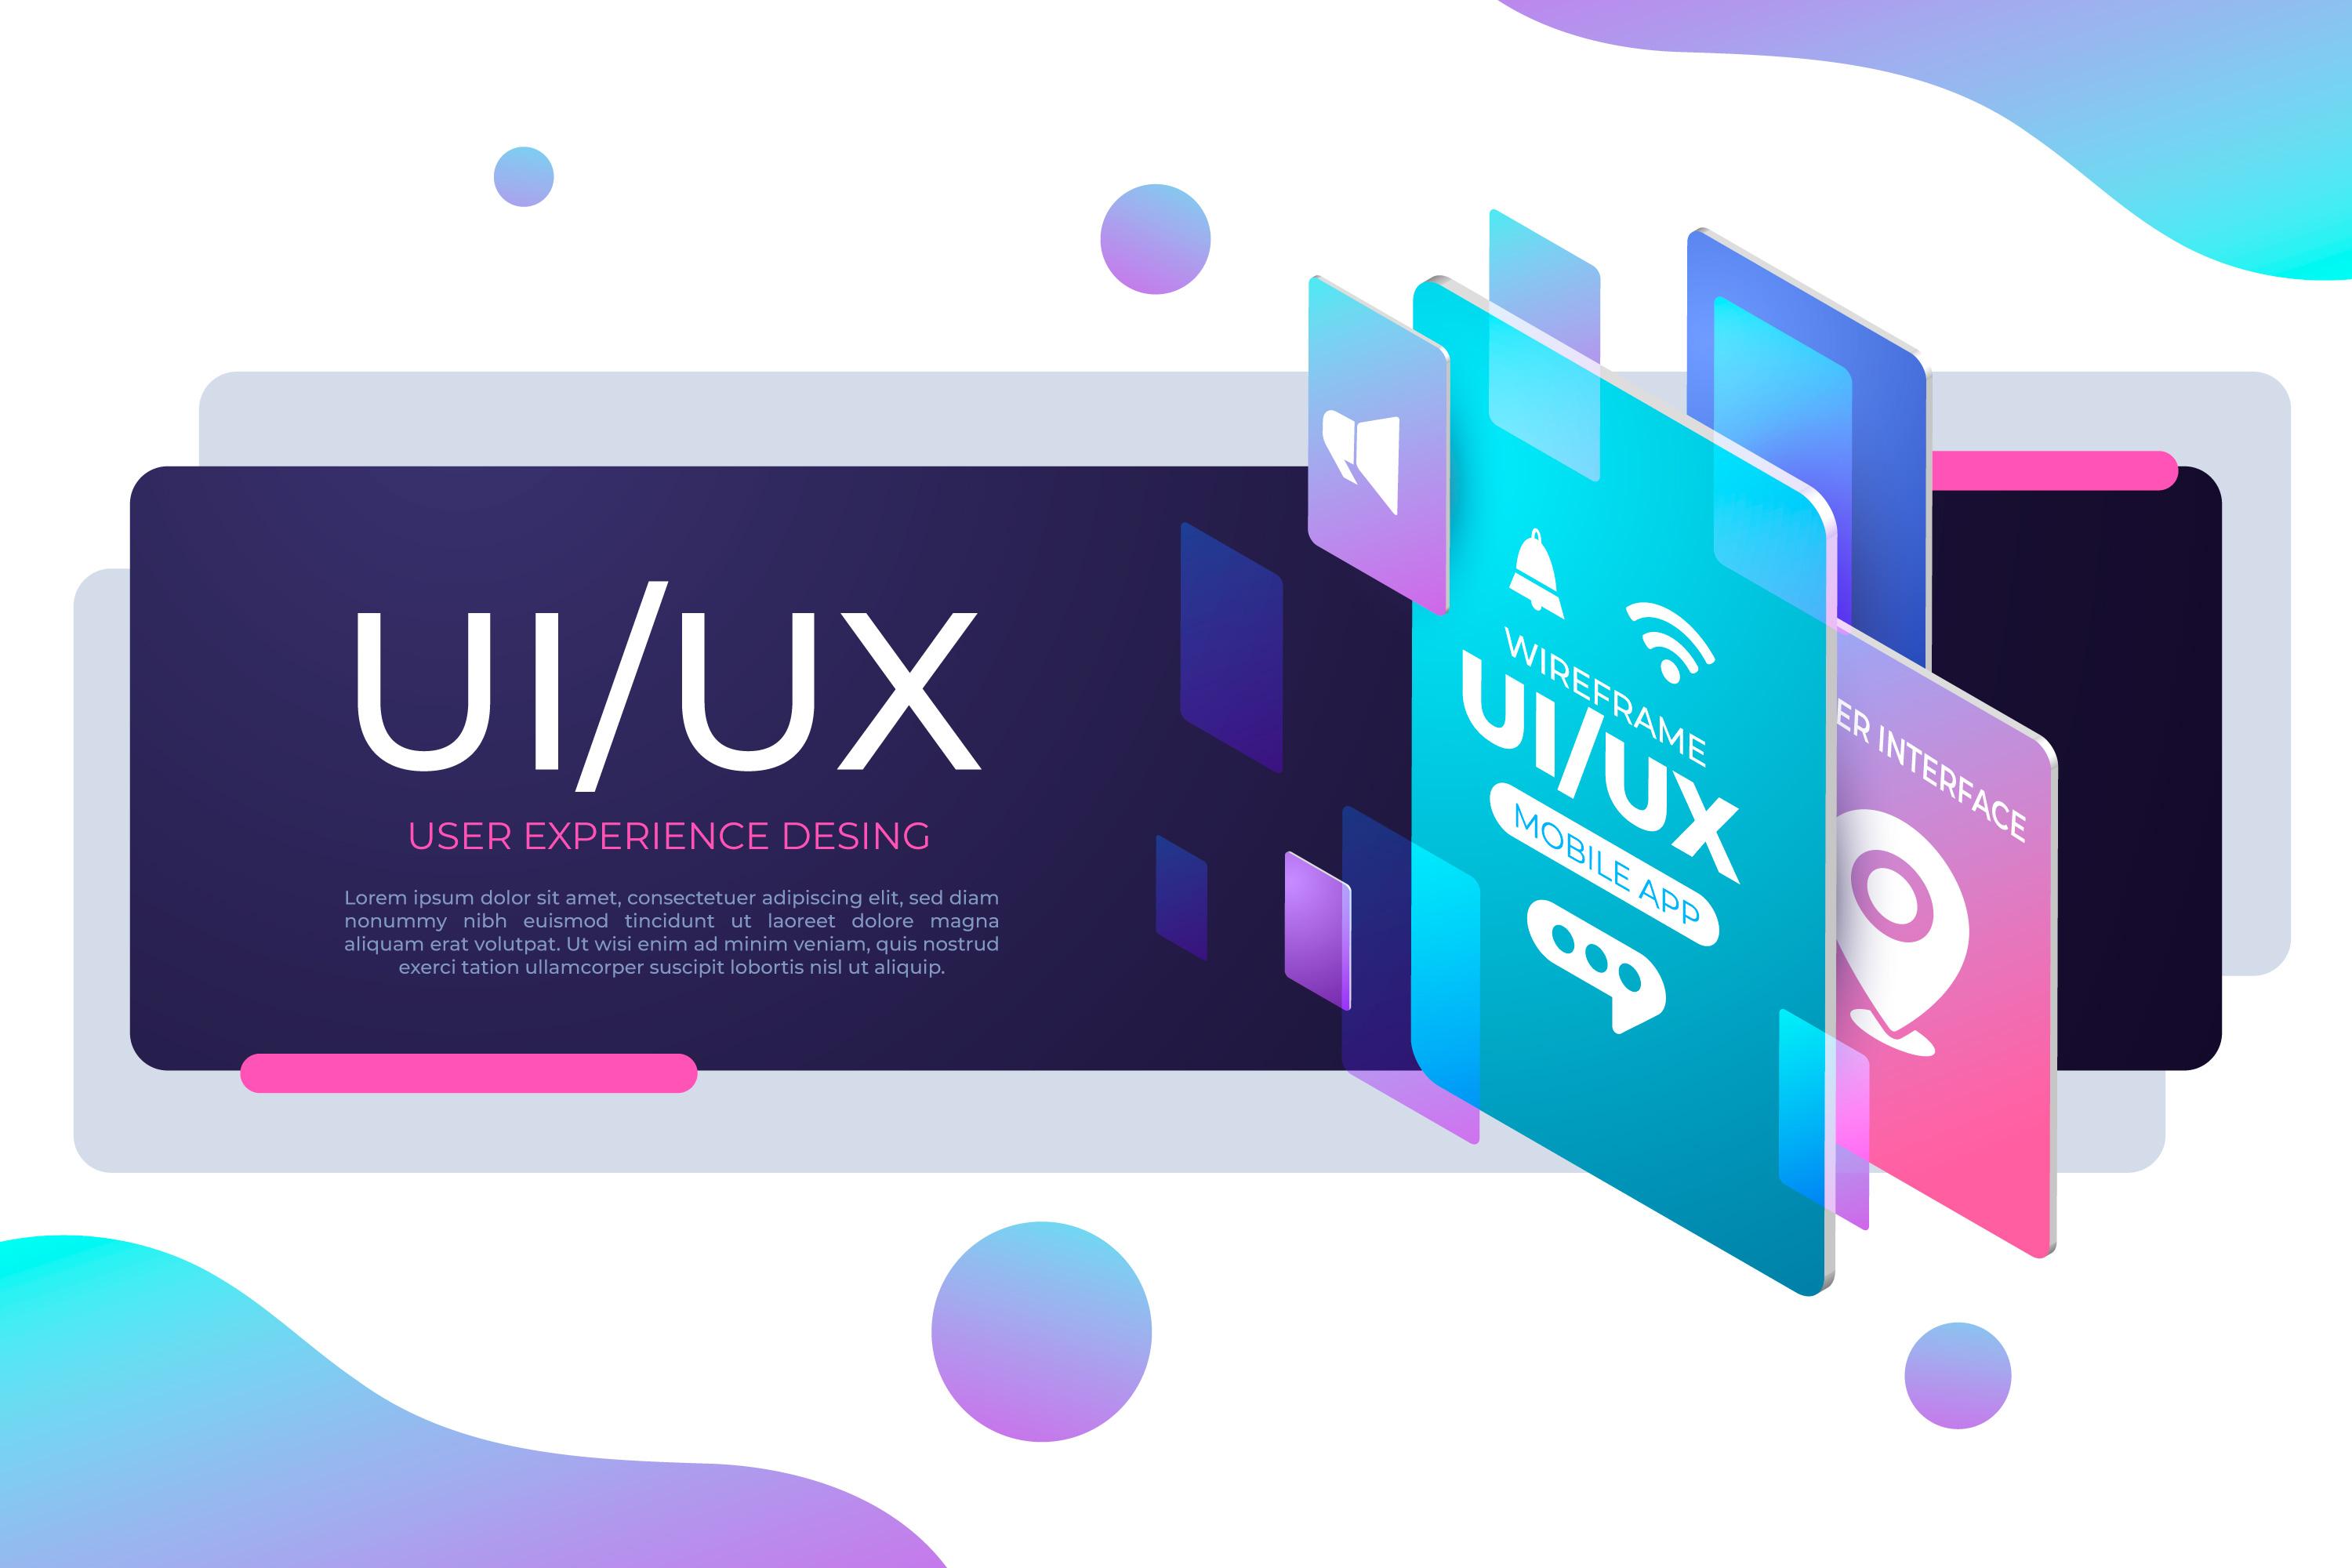 UI/UX
USER EXPERIENCE DESING
Lorem ipsum dolor sit amet, consectetuer adipiscing elit, sed diam
nonummy nibh euismod tincidunt ut laoreet dolore magna
aliquam erat volutpat. Ut wisi enim ad minim veniam, quis nostrud
exerci tation ullamcorper suscipit lobortis nisl ut aliquip.
WIREFRAME
UI/UX
MOBILE APP
ER INTERFACE